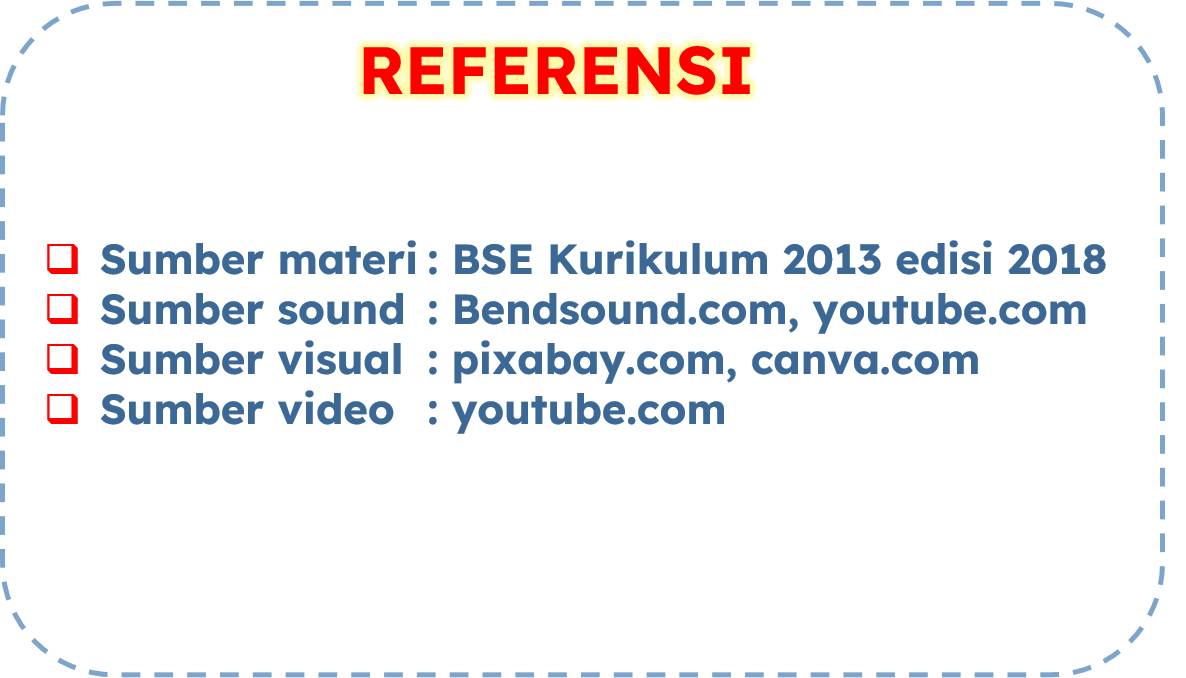 REFERENSI
❑ Sumber materi : BSE Kurikulum 2013 edisi 2018
❑ Sumber sound : Bendsound.com, youtube.com
❑ Sumber visual : pixabay.com, canva.com
❑ Sumber video : youtube.com